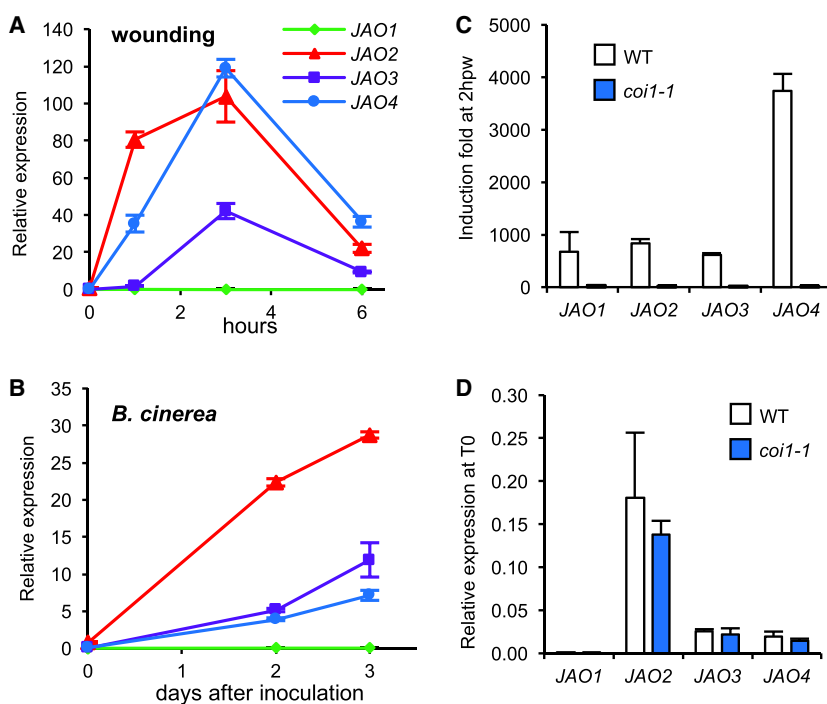 A
wounding
JAO1
JAO2
JAO3
JAO4
Relative expression
140
120
100
80
60
40
20
0
0 2 4 6
hours
B
B. cinerea
Relative expression
35
30
25
20
15
10
5
0
0 1 2 3
days after inoculation
C
WT
coi1-1
Induction fold at 2hpw
5000
4000
3000
2000
1000
0
JAO1 JAO2 JAO3 JAO4
D
WT
coi1-1
Relative expression at T0
0.30
0.25
0.20
0.15
0.10
0.05
0.00
JAO1 JAO2 JAO3 JAO4